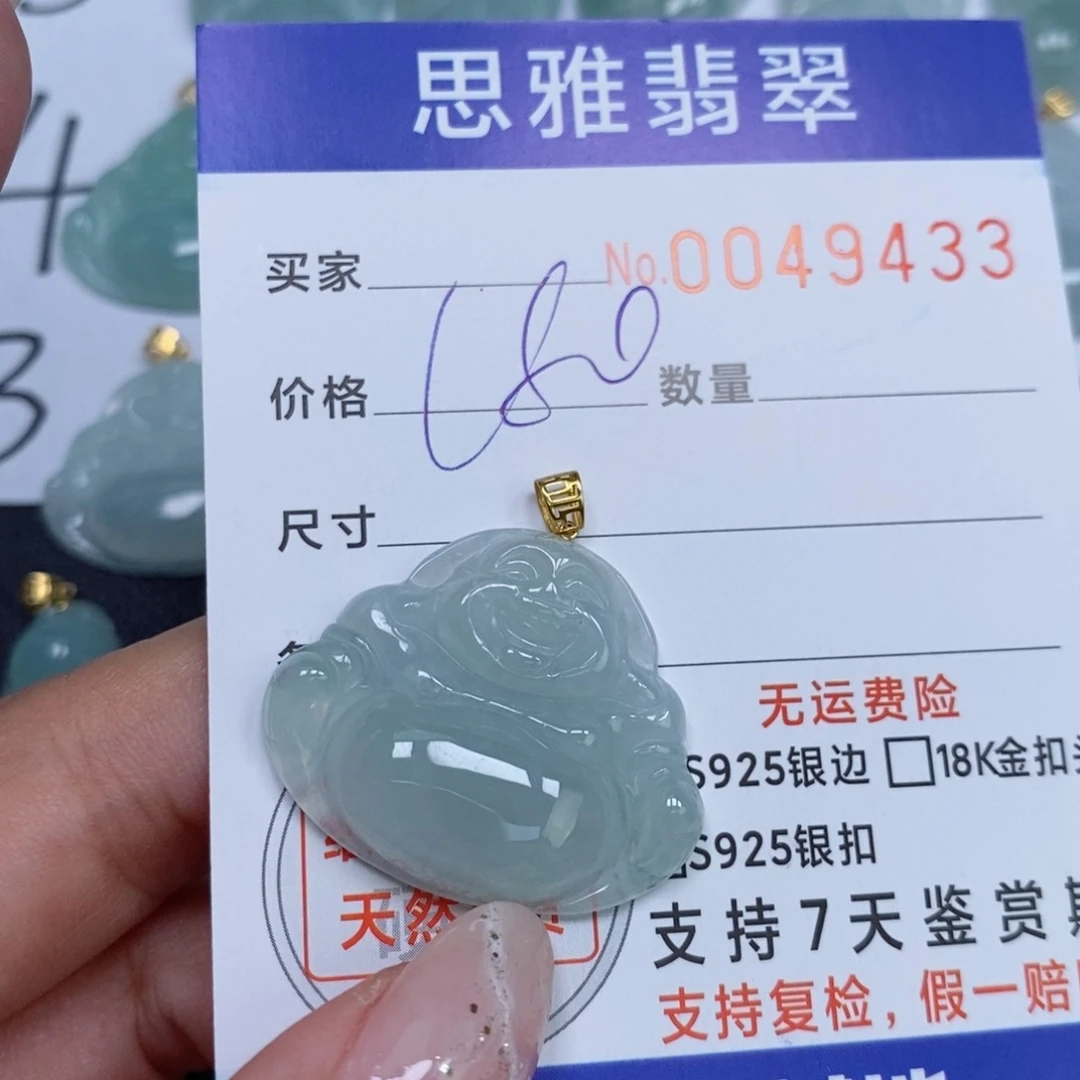 思雅翡翠
4
买家 No.0049433
3
价格 680 数量
尺寸
无运费险
S925银边 □18K金扣
S925银扣
天然
支持7天鉴赏
支持复检,假一赔